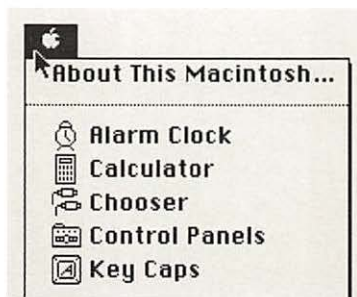 About This Macintosh...
Alarm Clock
Calculator
Chooser
Control Panels
Key Caps